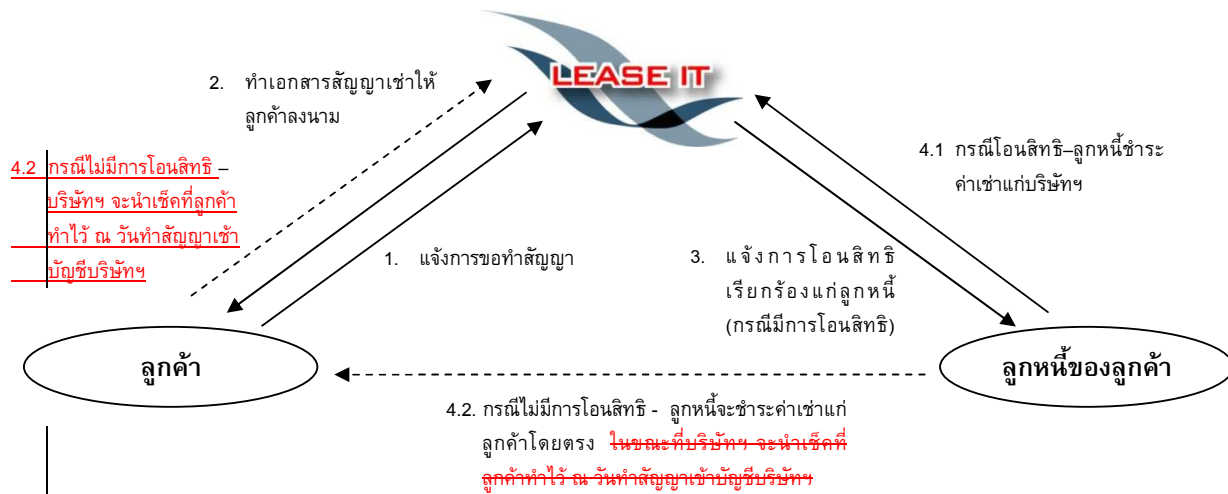 LEASE IT
2. ทำเอกสารสัญญาเช่าให้
ลูกค้าลงนาม
4.2 กรณีไม่มีการโอนสิทธิ –
บริษัทฯ จะนำเช็คที่ลูกค้า
ทำไว้ ณ วันทำสัญญาเช้า
บัญชีบริษัทฯ
1. แจ้งการขอทำสัญญา
3. แจ้งการโอนสิทธิ
เรียกร้องแก่ลูกหนี้
(กรณีมีการโอนสิทธิ)
4.1 กรณีโอนสิทธิ–ลูกหนี้ชำระ
ค่าเช่าแก่บริษัทฯ
ลูกค้า
ลูกหนี้ของลูกค้า
4.2. กรณีไม่มีการโอนสิทธิ - ลูกหนี้จะชำระค่าเช่าแก่
ลูกค้าโดยตรง ในขณะที่บริษัทฯ จะนำเช็คที่
ลูกค้าทำไว้ ณ วันทำสัญญาเข้าบัญชีบริษัทฯ